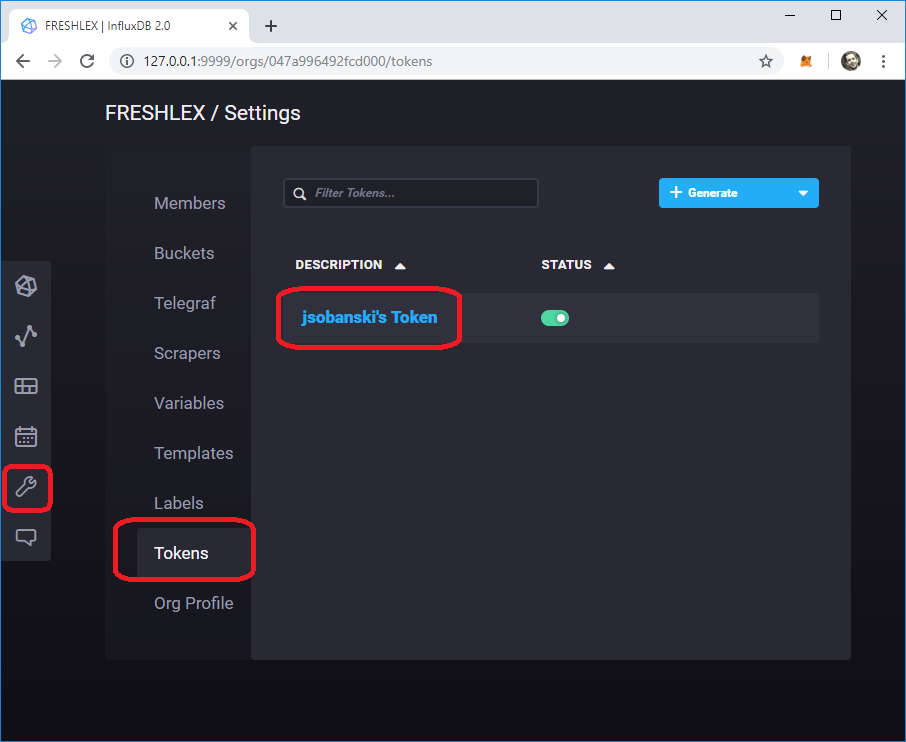 FRESHLEX | InfluxDB 2.0
127.0.0.1:9999/orgs/047a996492fcd000/tokens
FRESHLEX / Settings
Members
Buckets
Telegraf
Scrapers
Variables
Templates
Labels
Tokens
Org Profile
Filter Tokens...
Generate
DESCRIPTION STATUS
jsobanski's Token